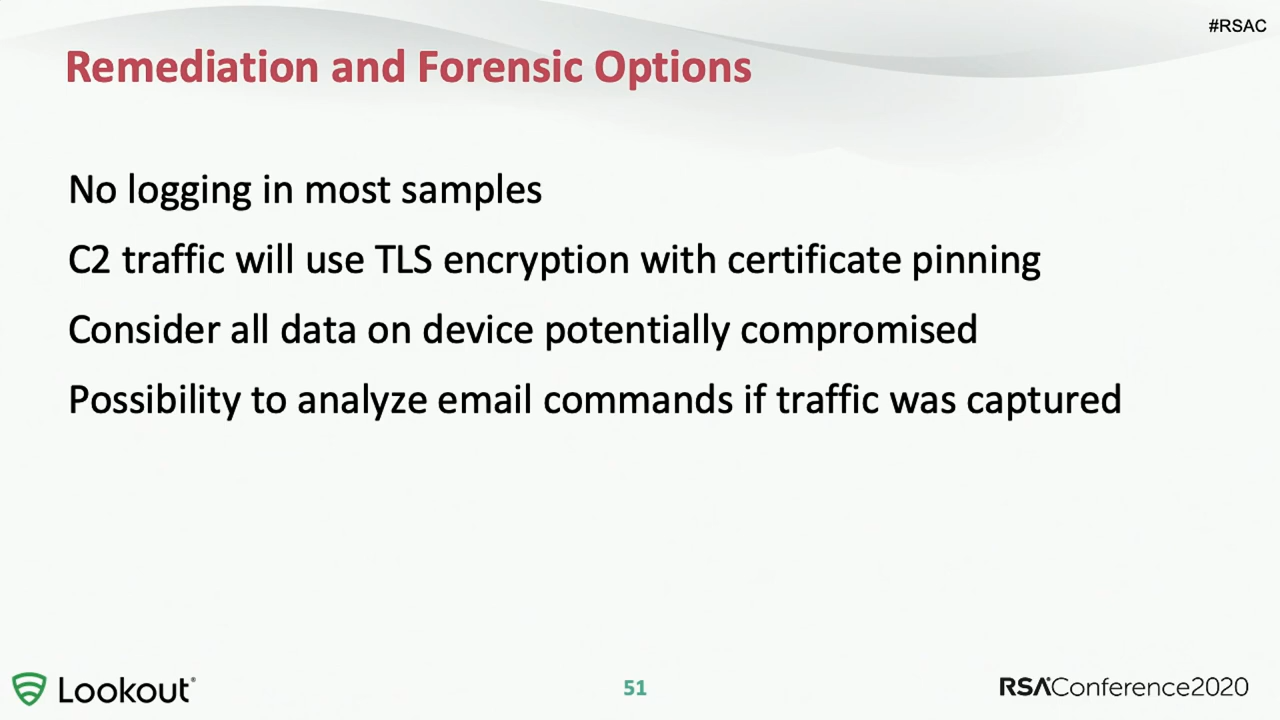 #RSAC
Remediation and Forensic Options
No logging in most samples
C2 traffic will use TLS encryption with certificate pinning
Consider all data on device potentially compromised
Possibility to analyze email commands if traffic was captured
Lookout®
51
RSAConference2020